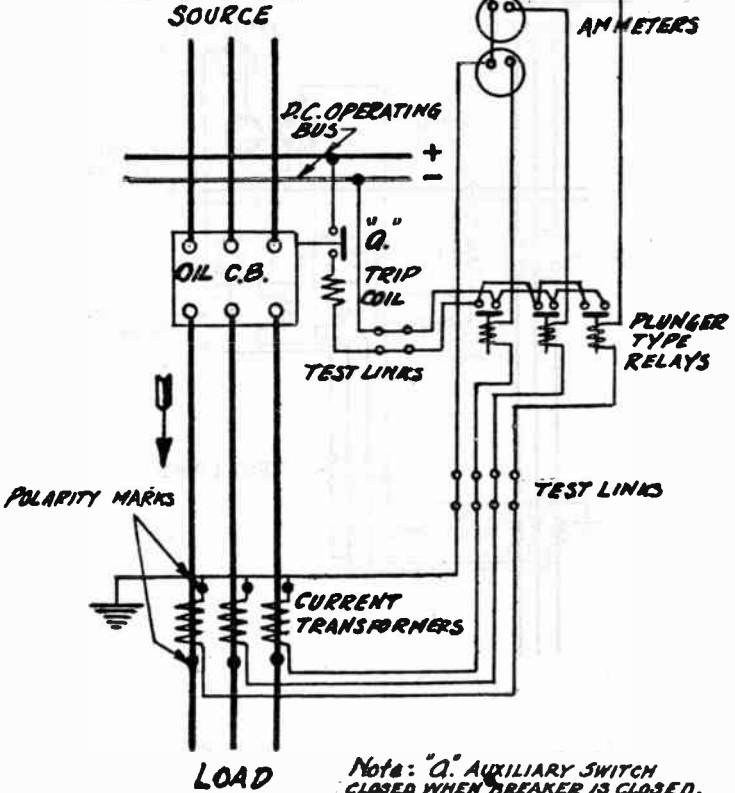 SOURCE
AMMETERS
D.C. OPERATING
BUS
+
-
"a."
OIL C.B.
TRIP
COIL
PLUNGER
TYPE
RELAYS
TEST LINKS
TEST LINKS
POLARITY MARKS
CURRENT
TRANSFORMERS
LOAD
Note: "a." AUXILIARY SWITCH
CLOSED WHEN BREAKER IS CLOSED.